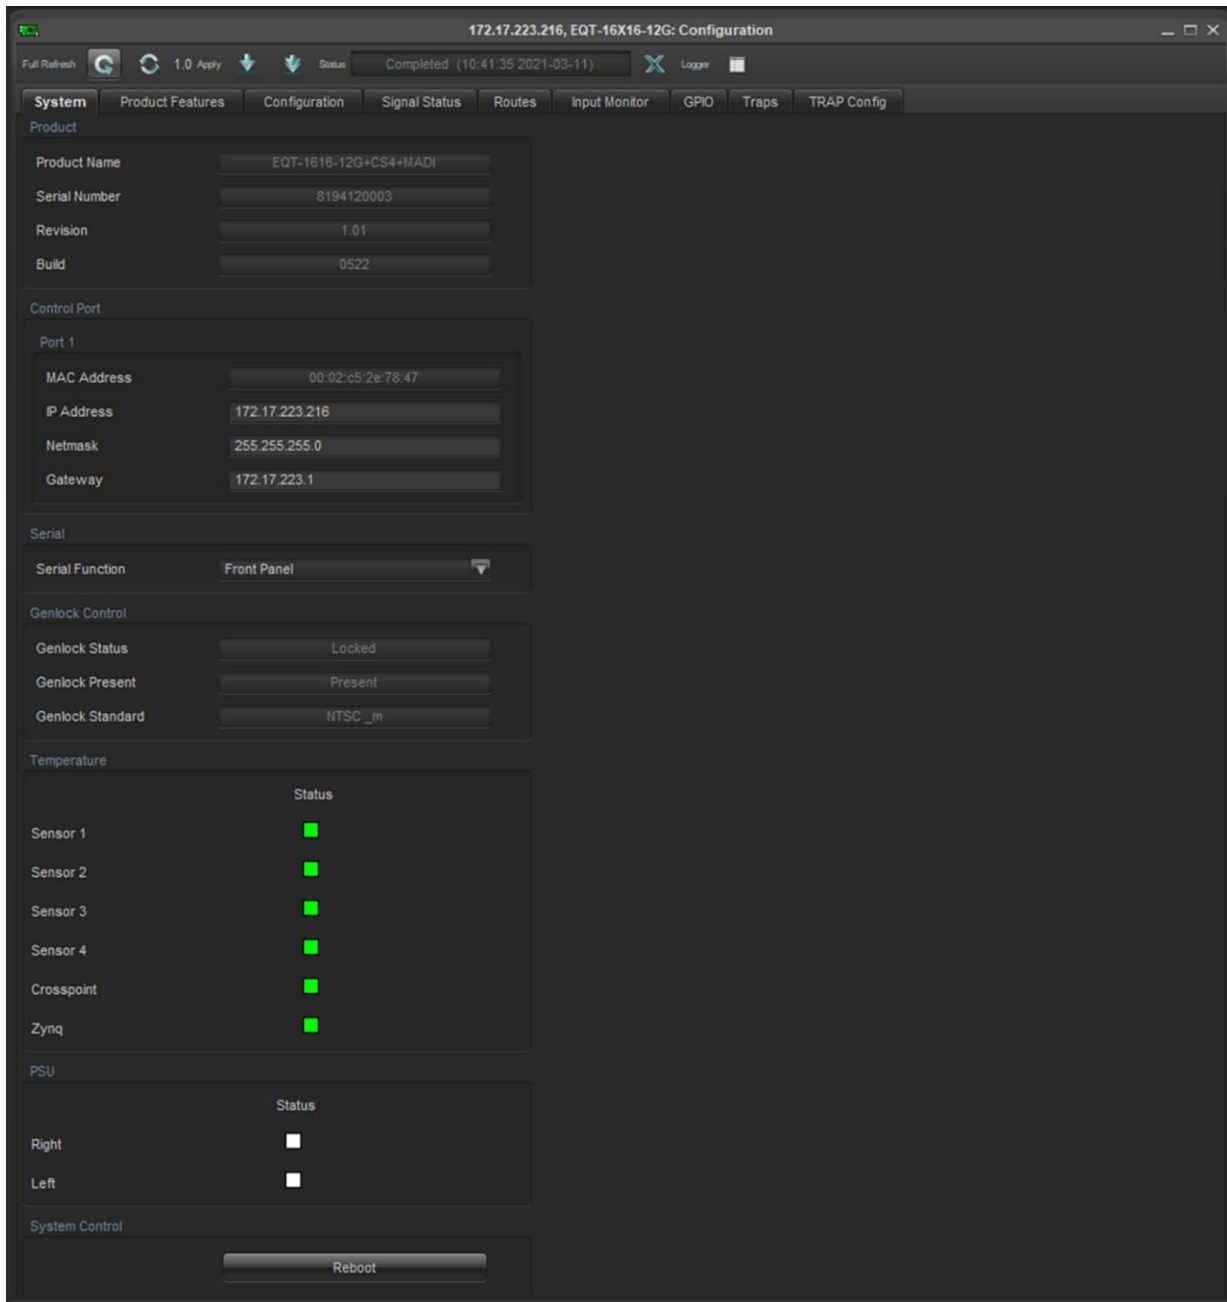 172.17.223.216, EQT-16X16-12G: Configuration
Full Refresh 1.0 Apply Status Completed (10:41:35 2021-03-11) Logger
System Product Features Configuration Signal Status Routes Input Monitor GPIO Traps TRAP Config
Product
Product Name EQT-1616-12G+CS4+MADI
Serial Number 8194120003
Revision 1.01
Build 0522
Control Port
Port 1
MAC Address 00:02:c5:2e:78:47
IP Address 172.17.223.216
Netmask 255.255.255.0
Gateway 172.17.223.1
Serial
Serial Function Front Panel
Genlock Control
Genlock Status Locked
Genlock Present Present
Genlock Standard NTSC _m
Temperature
Status
Sensor 1
Sensor 2
Sensor 3
Sensor 4
Crosspoint
Zynq
PSU
Status
Right
Left
System Control
Reboot